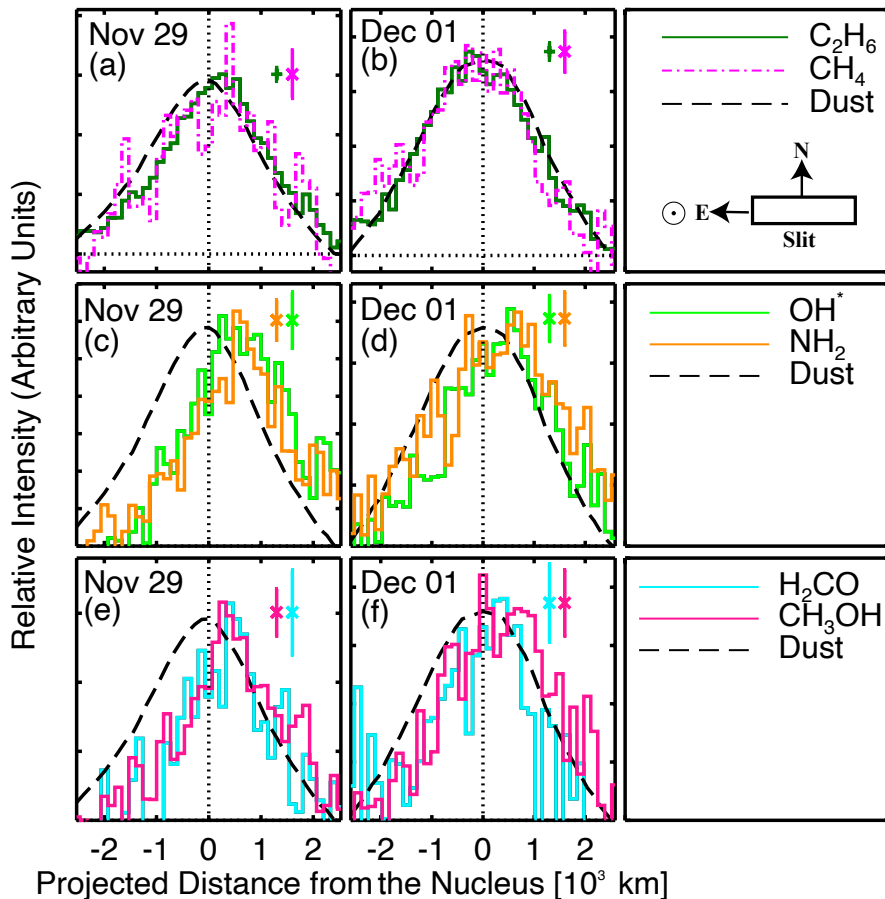 Relative Intensity (Arbitrary Units)
Nov 29
(a)
Dec 01
(b)
C₂H₆
CH₄
Dust
N
E
Slit
Nov 29
(c)
Dec 01
(d)
OH*
NH₂
Dust
Nov 29
(e)
Dec 01
(f)
H₂CO
CH₃OH
Dust
-2 -1 0 1 2 -2 -1 0 1 2
Projected Distance from the Nucleus [10³ km]